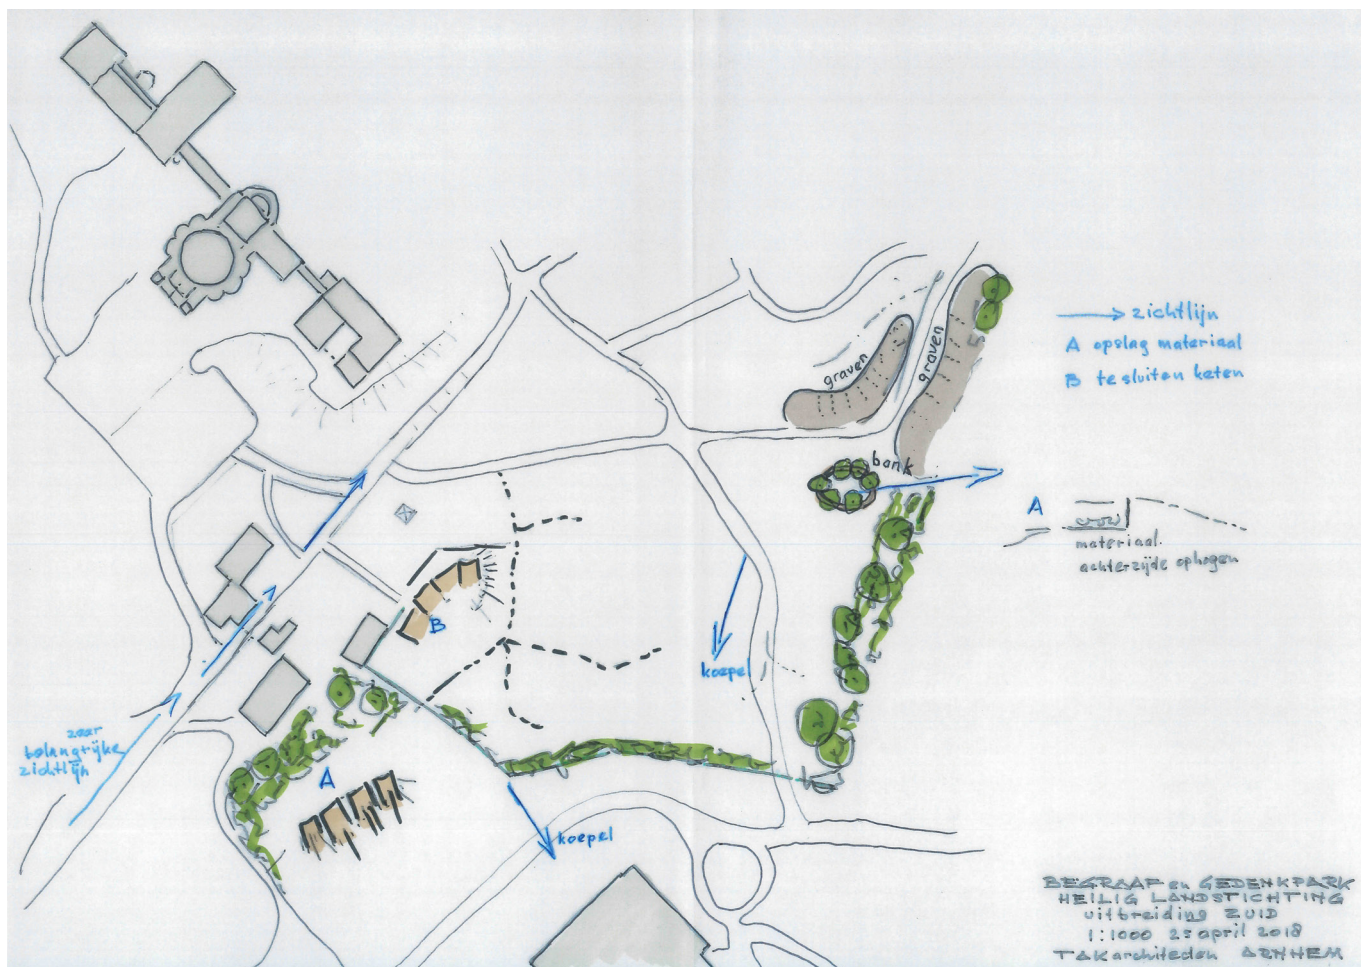 zichtlijn
A opslag materiaal
B te sluiten keten
graven
graven
bank
A
materiaal
achterzijde ophogen
B
koepel
zeer
belangrijke
zichtlijn
A
koepel
BEGRAAF en GEDENKPARK
HEILIG LANDSTICHTING
uitbreiding ZUID
1:1000 25 april 2018
TAKarchitecten ARNHEM